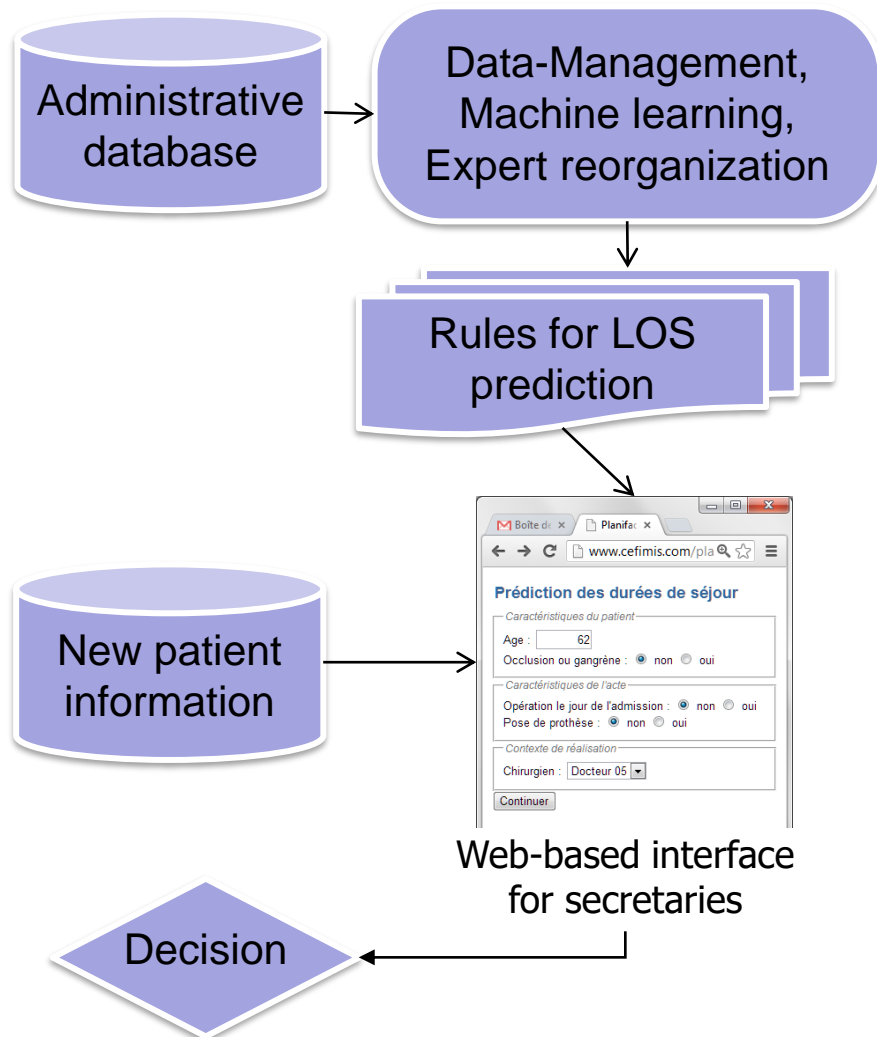 Administrative
database
Data-Management,
Machine learning,
Expert reorganization
Rules for LOS
prediction
Boîte de
Planifac
www.cefimis.com/pla
Prédiction des durées de séjour
Caractéristiques du patient
Age : 62
Occlusion ou gangrène : non oui
Caractéristiques de l'acte
Opération le jour de l'admission : non oui
Pose de prothèse : non oui
Contexte de réalisation
Chirurgien : Docteur 05
Continuer
New patient
information
Web-based interface
for secretaries
Decision